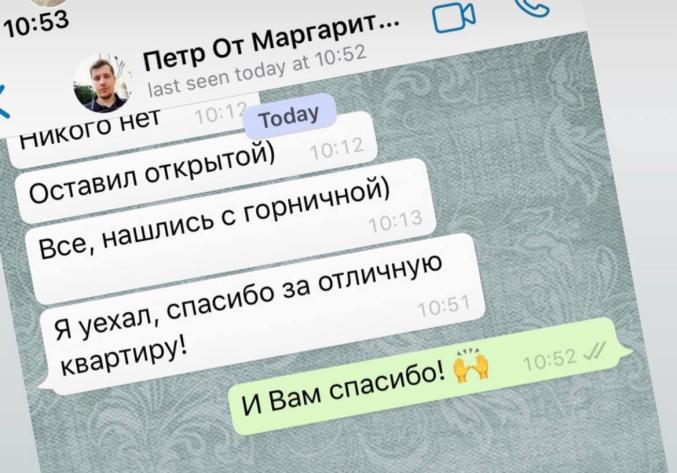 10:53
Петр От Маргарит...
last seen today at 10:52
Никого нет 10:12
Today
Оставил открытой) 10:12
Все, нашлись с горничной) 10:13
Я уехал, спасибо за отличную
квартиру! 10:51
И Вам спасибо! 🙌 10:52